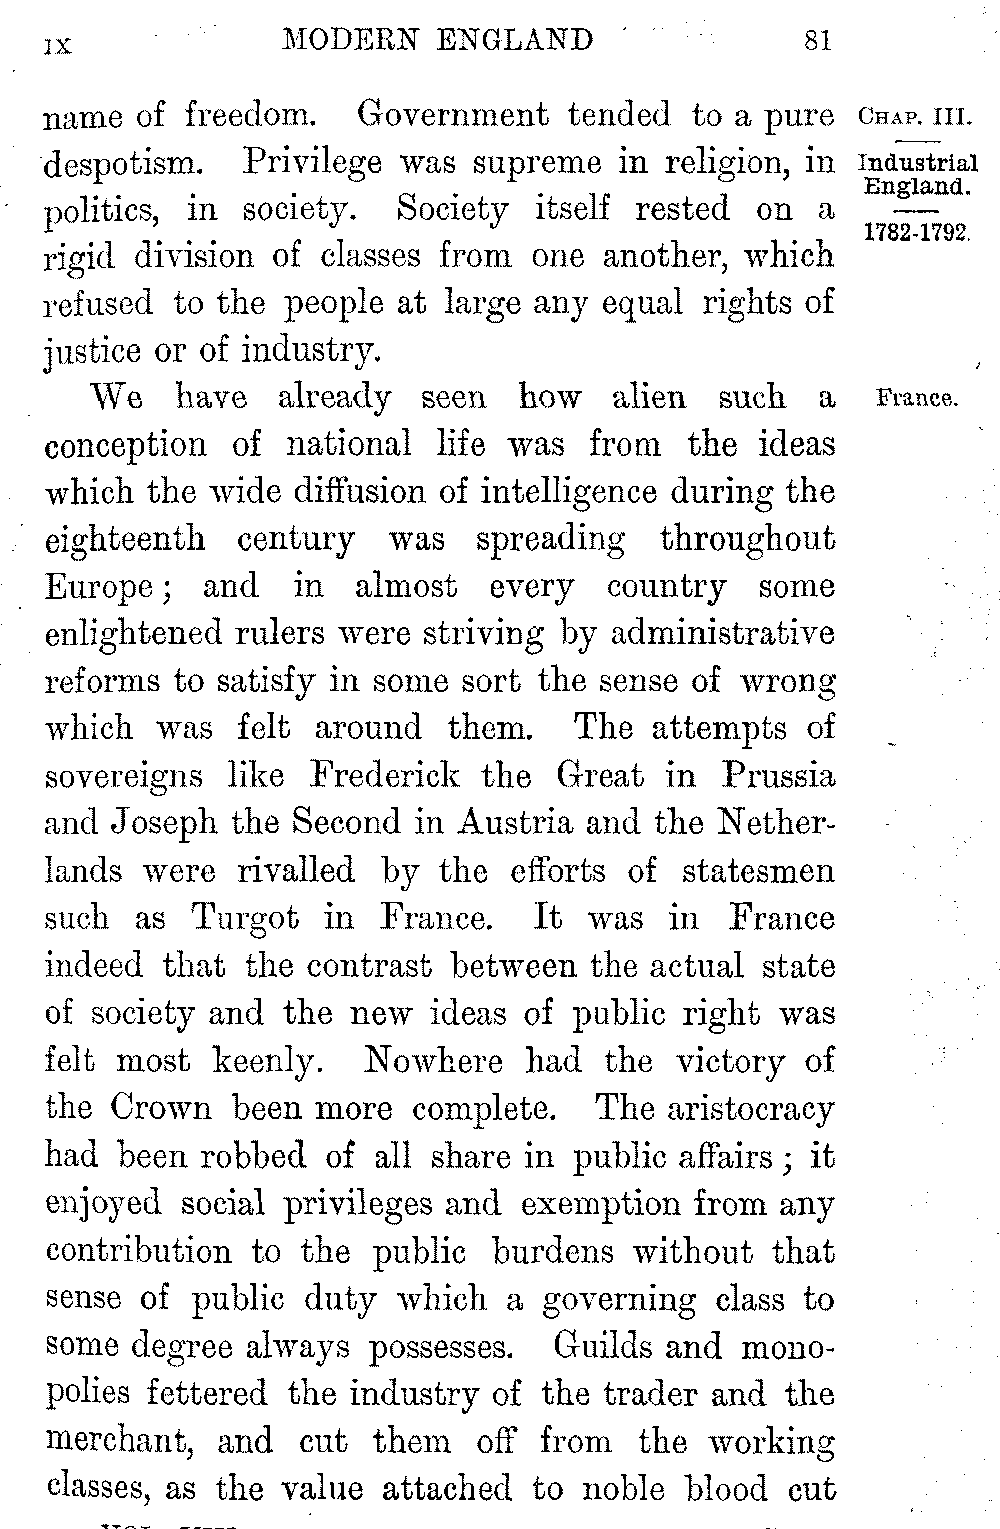 IX MODERN ENGLAND 81
name of freedom. Government tended to a pure
despotism. Privilege was supreme in religion, in
politics, in society. Society itself rested on a
rigid division of classes from one another, which
refused to the people at large any equal rights of
justice or of industry.
CHAP. III.
Industrial
England.
1782-1792.
We have already seen how alien such a
conception of national life was from the ideas
which the wide diffusion of intelligence during the
eighteenth century was spreading throughout
Europe; and in almost every country some
enlightened rulers were striving by administrative
reforms to satisfy in some sort the sense of wrong
which was felt around them. The attempts of
sovereigns like Frederick the Great in Prussia
and Joseph the Second in Austria and the Nether-
lands were rivalled by the efforts of statesmen
such as Turgot in France. It was in France
indeed that the contrast between the actual state
of society and the new ideas of public right was
felt most keenly. Nowhere had the victory of
the Crown been more complete. The aristocracy
had been robbed of all share in public affairs; it
enjoyed social privileges and exemption from any
contribution to the public burdens without that
sense of public duty which a governing class to
some degree always possesses. Guilds and mono-
polies fettered the industry of the trader and the
merchant, and cut them off from the working
classes, as the value attached to noble blood cut
France.